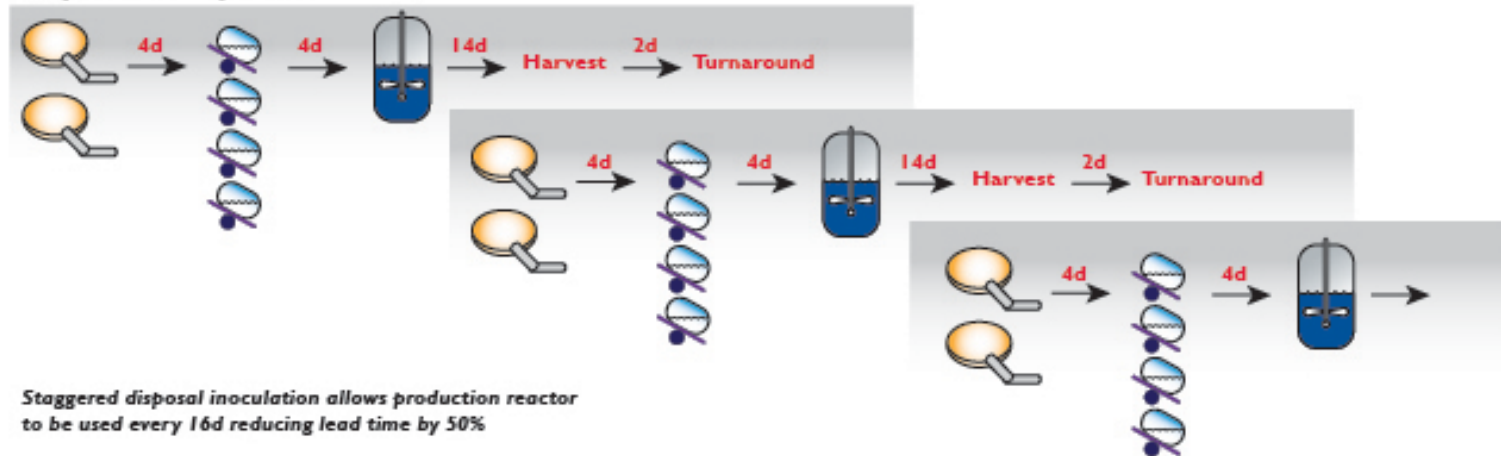 4d 4d 14d Harvest 2d Turnaround
4d 4d 14d Harvest 2d Turnaround
4d 4d
Staggered disposal inoculation allows production reactor
to be used every 16d reducing lead time by 50%